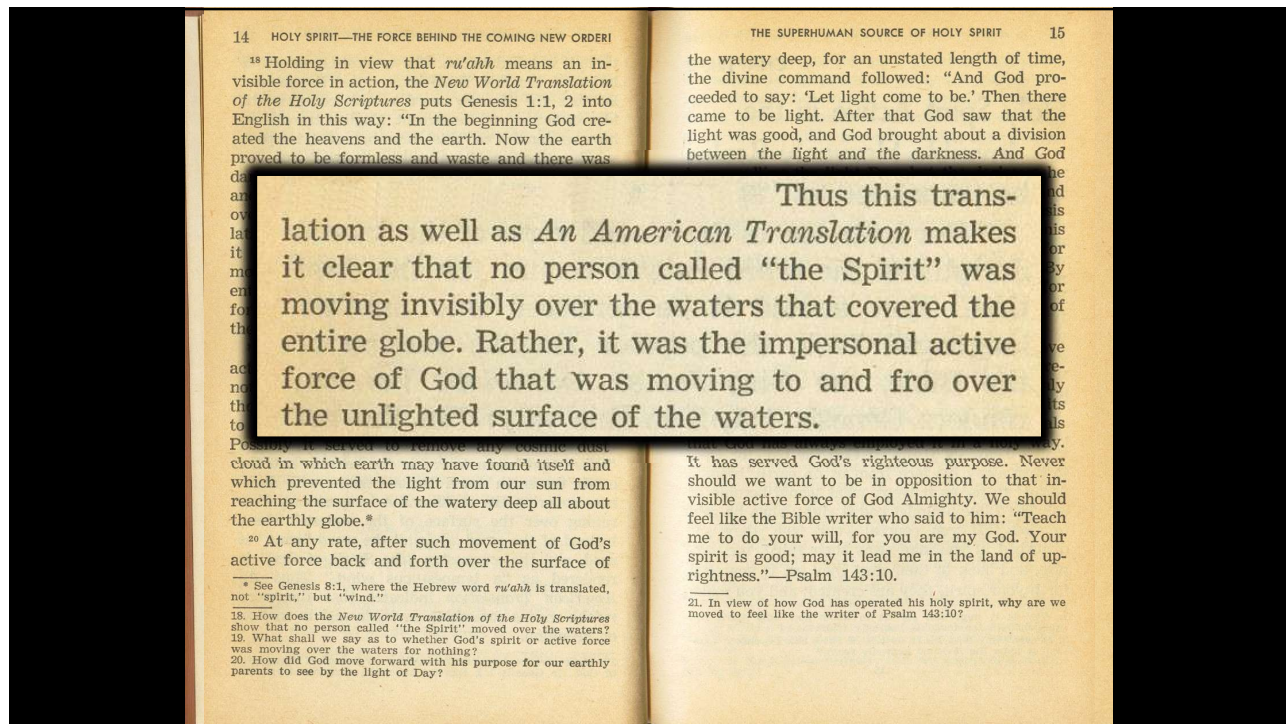 14 HOLY SPIRIT—THE FORCE BEHIND THE COMING NEW ORDER!
18 Holding in view that ru'ahh means an in-
visible force in action, the New World Translation
of the Holy Scriptures puts Genesis 1:1, 2 into
English in this way: “In the beginning God cre-
ated the heavens and the earth. Now the earth
proved to be formless and waste and there was
Thus this trans-
lation as well as An American Translation makes
it clear that no person called “the Spirit” was
moving invisibly over the waters that covered the
entire globe. Rather, it was the impersonal active
force of God that was moving to and fro over
the unlighted surface of the waters.
Possibly it served to remove any cosmic dust
cloud in which earth may have found itself and
which prevented the light from our sun from
reaching the surface of the watery deep all about
the earthly globe.*
20 At any rate, after such movement of God's
active force back and forth over the surface of
* See Genesis 8:1, where the Hebrew word ru'ahh is translated,
not “spirit,” but “wind.”
18. How does the New World Translation of the Holy Scriptures
show that no person called “the Spirit” moved over the waters?
19. What shall we say as to whether God's spirit or active force
was moving over the waters for nothing?
20. How did God move forward with his purpose for our earthly
parents to see by the light of Day?
THE SUPERHUMAN SOURCE OF HOLY SPIRIT 15
the watery deep, for an unstated length of time,
the divine command followed: “And God pro-
ceeded to say: ‘Let light come to be.’ Then there
came to be light. After that God saw that the
light was good, and God brought about a division
between the light and the darkness. And God
that God has always employed it in a holy way.
It has served God's righteous purpose. Never
should we want to be in opposition to that in-
visible active force of God Almighty. We should
feel like the Bible writer who said to him: “Teach
me to do your will, for you are my God. Your
spirit is good; may it lead me in the land of up-
rightness.”—Psalm 143:10.
21. In view of how God has operated his holy spirit, why are we
moved to feel like the writer of Psalm 143:10?